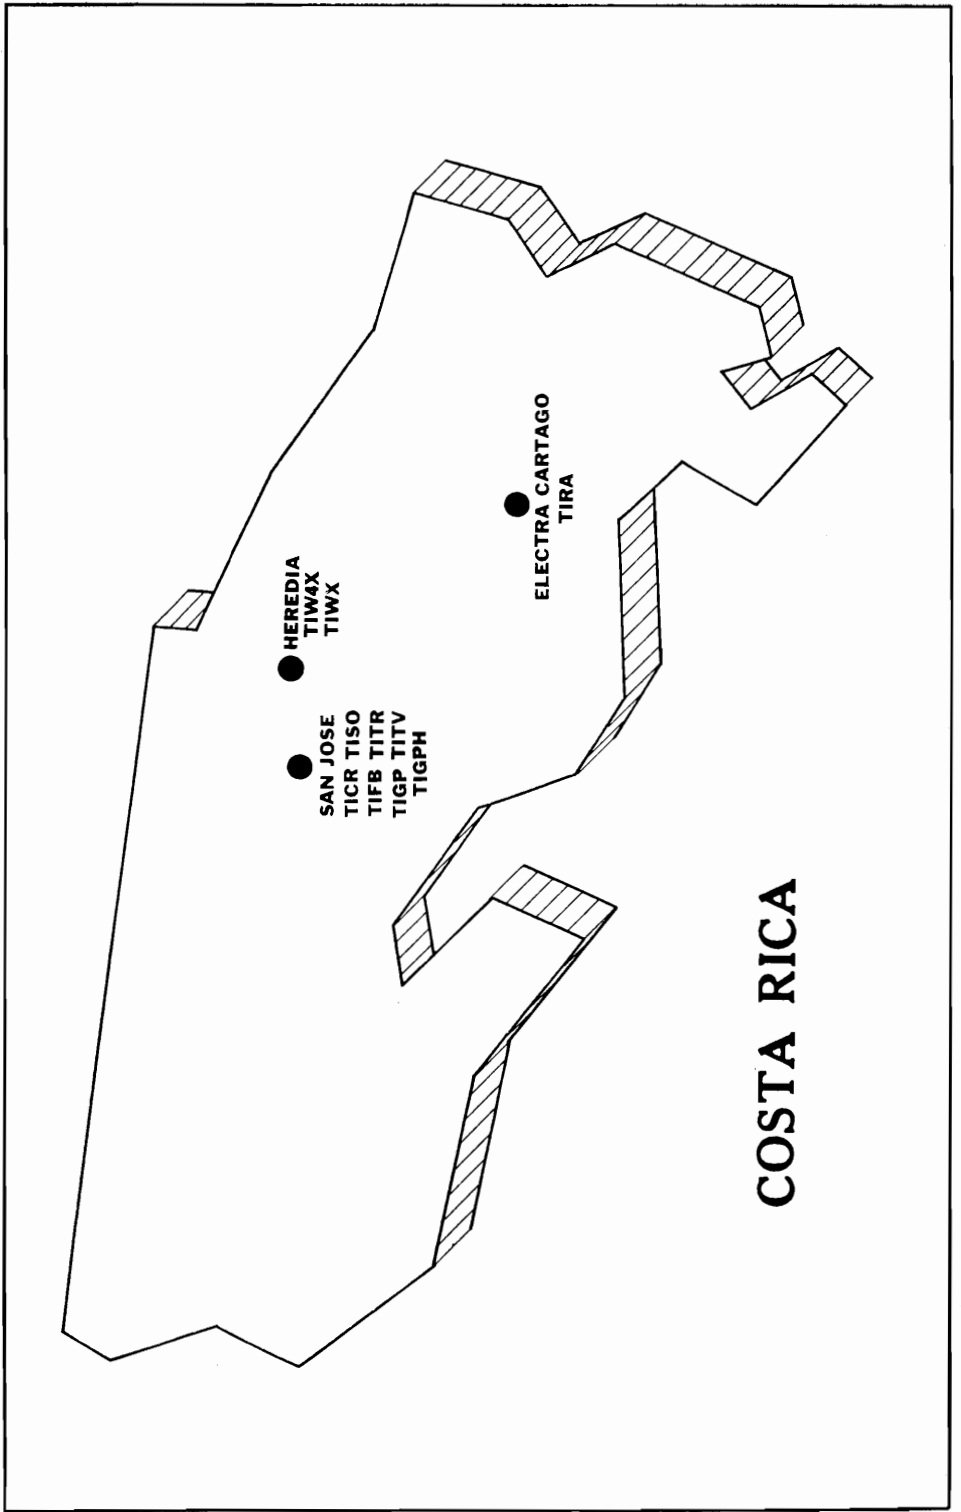 HEREDIA
TIW4X
TIWX
SAN JOSE
TICR TISO
TIFB TITR
TIGP TITV
TIGPH
ELECTRA CARTAGO
TIRA
COSTA RICA